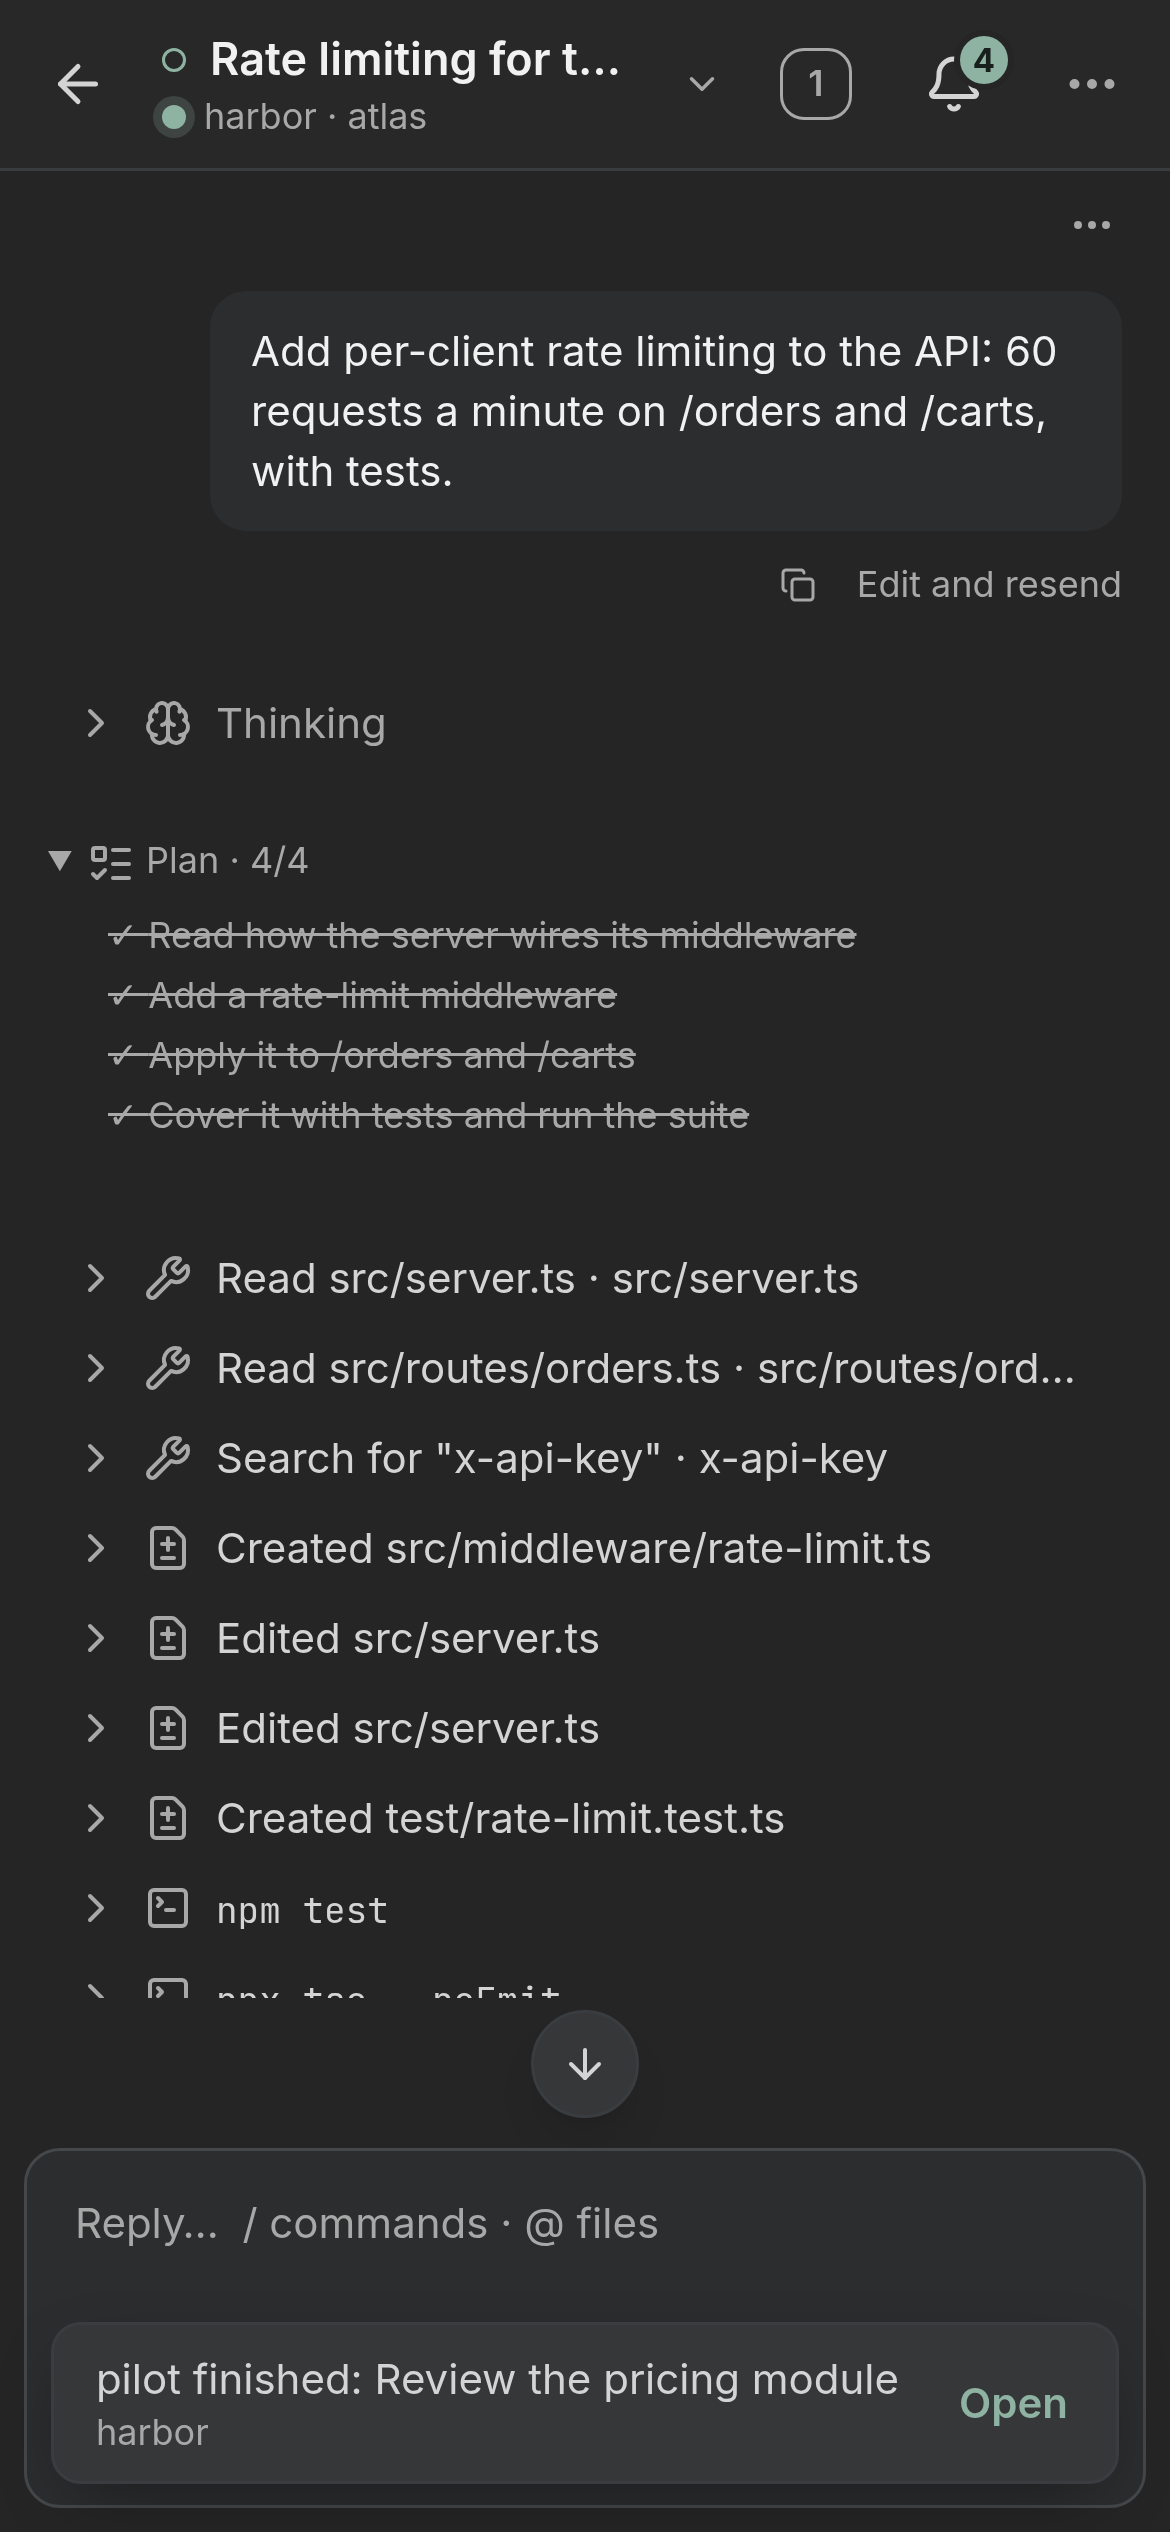 Rate limiting for t...
harbor · atlas
1
4
Add per-client rate limiting to the API: 60
requests a minute on /orders and /carts,
with tests.
Edit and resend
Thinking
Plan · 4/4
✓ Read how the server wires its middleware
✓ Add a rate-limit middleware
✓ Apply it to /orders and /carts
✓ Cover it with tests and run the suite
Read src/server.ts · src/server.ts
Read src/routes/orders.ts · src/routes/ord...
Search for "x-api-key" · x-api-key
Created src/middleware/rate-limit.ts
Edited src/server.ts
Edited src/server.ts
Created test/rate-limit.test.ts
npm test
npx tsc --noEmit
Reply... / commands · @ files
pilot finished: Review the pricing module
harbor
Open